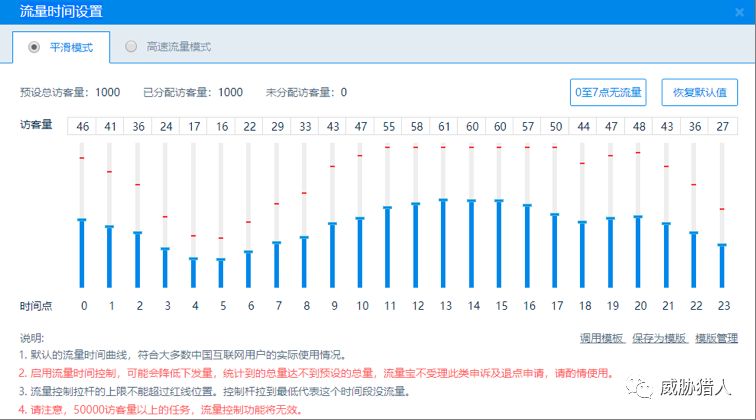 流量时间设置
平滑模式 高速流量模式
预设总访客量：1000 已分配访客量：1000 未分配访客量：0 0至7点无流量 恢复默认值
访客量 46 41 36 24 17 16 22 29 33 43 47 55 58 61 60 60 57 50 44 47 48 43 36 27
时间点 0 1 2 3 4 5 6 7 8 9 10 11 12 13 14 15 16 17 18 19 20 21 22 23
说明： 调用模板 保存为模版 模版管理
1. 默认的流量时间曲线，符合大多数中国互联网用户的实际使用情况。
2. 启用流量时间控制，可能会降低下发量，统计到的总量达不到预设的总量，流量宝不受理此类申诉及退点申请，请酌情使用。
3. 流量控制拉杆的上限不能超过红线位置。控制杆拉到最低代表这个时间段没流量。
4. 请注意，50000访客量以上的任务，流量控制功能将无效。
威胁猎人